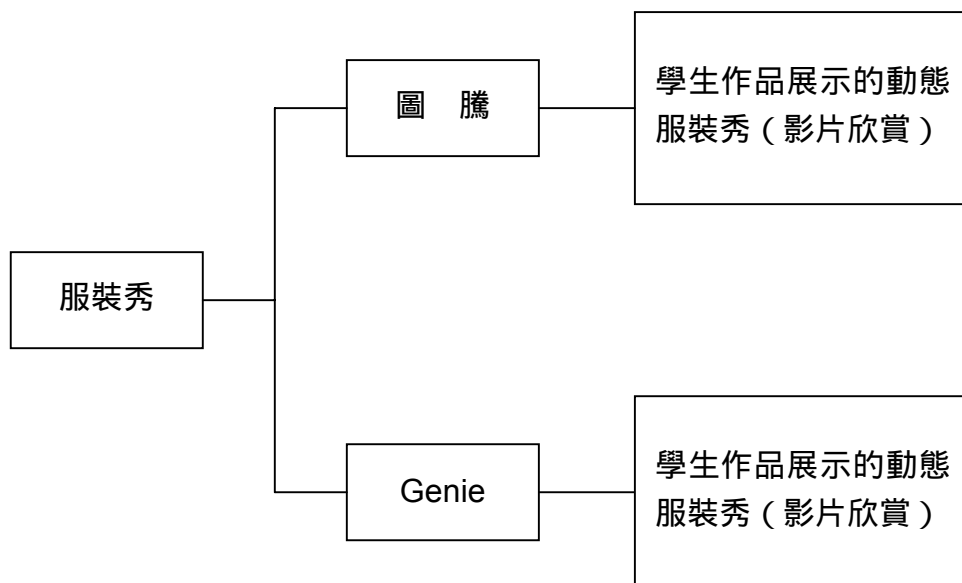 圖　騰
學生作品展示的動態
服裝秀（影片欣賞）
服裝秀
Genie
學生作品展示的動態
服裝秀（影片欣賞）